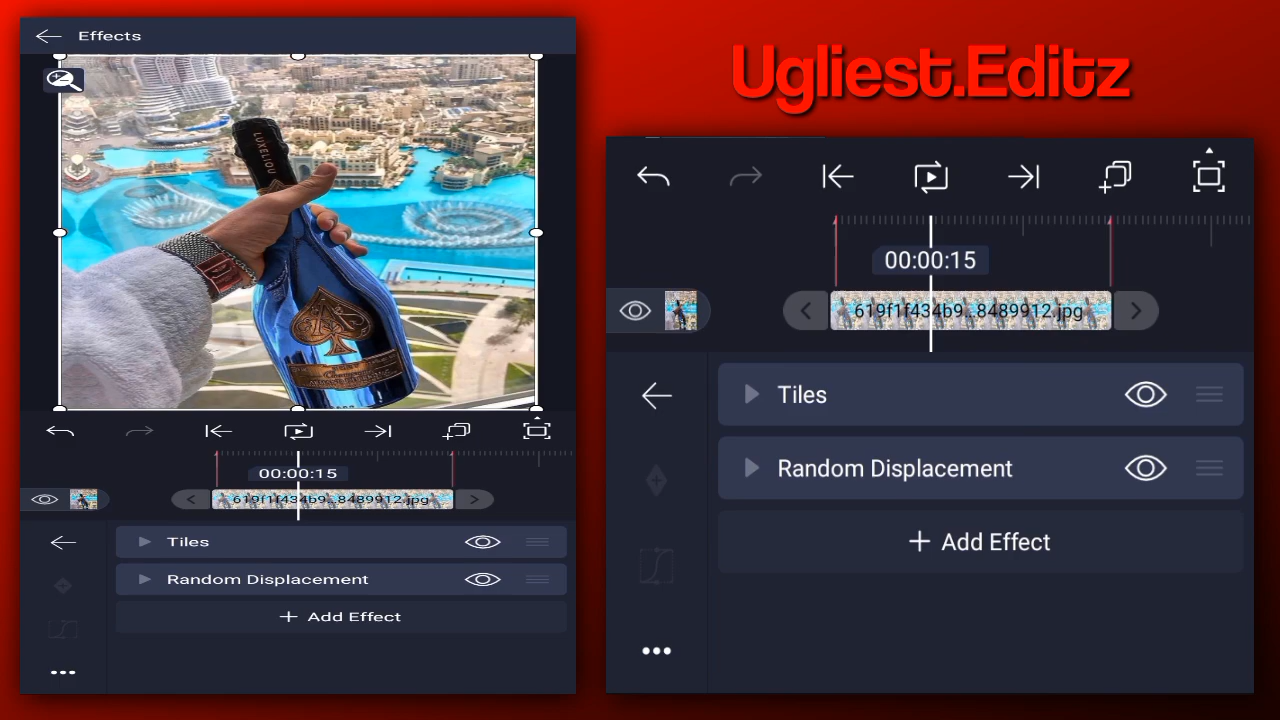 Effects
LUXELIOU
00:00:15
619f1f434b9..8489912.jpg
Tiles
Random Displacement
+ Add Effect
Ugliest.Editz
00:00:15
619f1f434b9..8489912.jpg
Tiles
Random Displacement
+ Add Effect